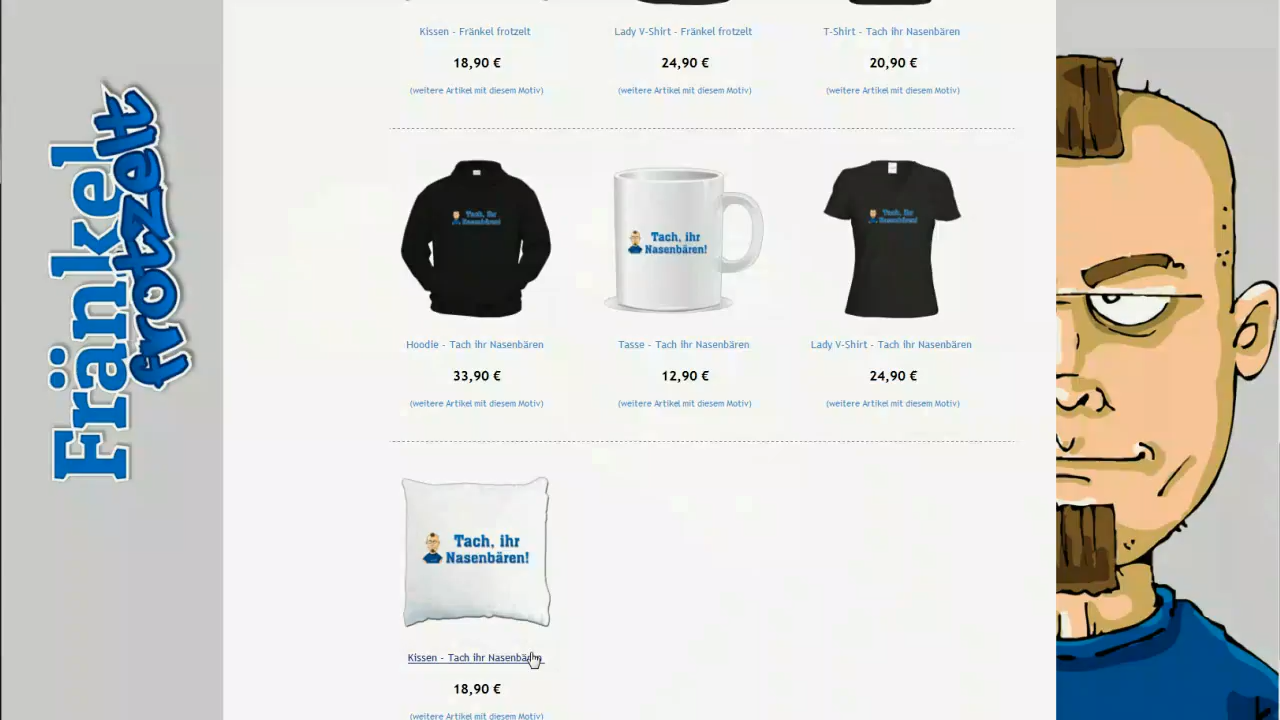 Fränkel
frotzelt
Kissen - Fränkel frotzelt
Lady V-Shirt - Fränkel frotzelt
T-Shirt - Tach ihr Nasenbären
18,90 €
24,90 €
20,90 €
(weitere Artikel mit diesem Motiv)
(weitere Artikel mit diesem Motiv)
(weitere Artikel mit diesem Motiv)
Tach, ihr
Nasenbären!
Tach, ihr
Nasenbären!
Tach, ihr
Nasenbären!
Hoodie - Tach ihr Nasenbären
Tasse - Tach ihr Nasenbären
Lady V-Shirt - Tach ihr Nasenbären
33,90 €
12,90 €
24,90 €
(weitere Artikel mit diesem Motiv)
(weitere Artikel mit diesem Motiv)
(weitere Artikel mit diesem Motiv)
Tach, ihr
Nasenbären!
Kissen - Tach ihr Nasenbären
18,90 €
(weitere Artikel mit diesem Motiv)